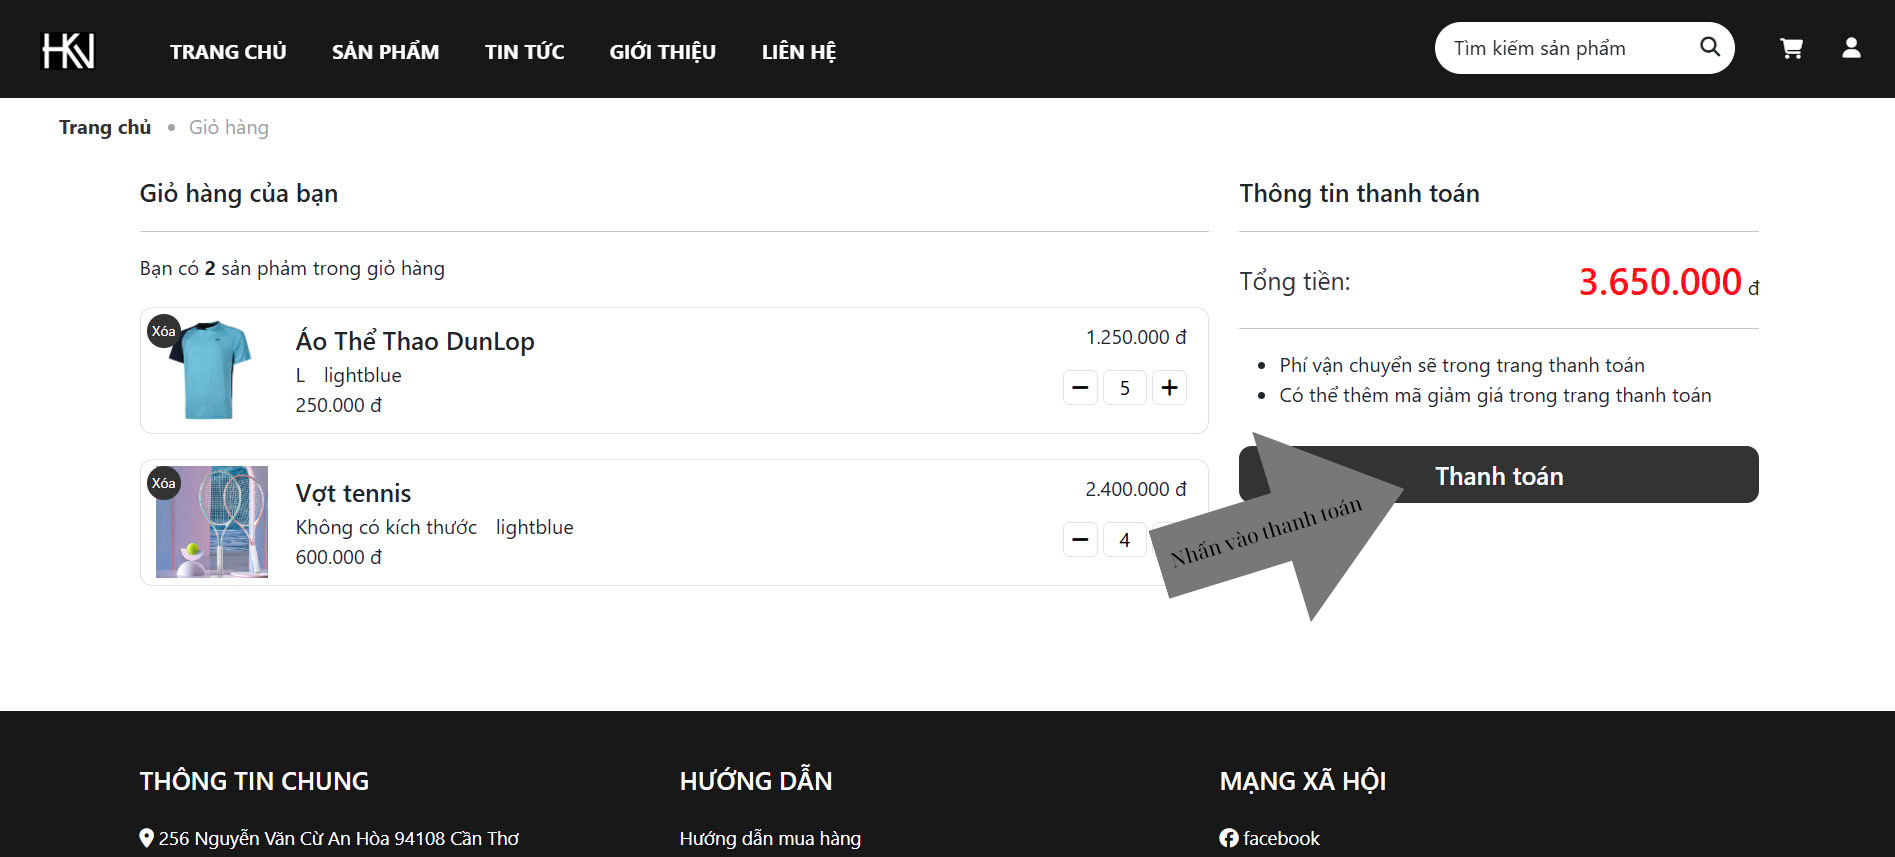 HKN
TRANG CHỦ SẢN PHẨM TIN TỨC GIỚI THIỆU LIÊN HỆ
Tìm kiếm sản phẩm
Trang chủ • Giỏ hàng
Giỏ hàng của bạn
Bạn có 2 sản phảm trong giỏ hàng
Xóa
Áo Thể Thao DunLop
L lightblue
250.000 đ
1.250.000 đ
5
Xóa
Vợt tennis
Không có kích thước lightblue
600.000 đ
2.400.000 đ
4
Thông tin thanh toán
Tổng tiền: 3.650.000 đ
Phí vận chuyển sẽ trong trang thanh toán
Có thể thêm mã giảm giá trong trang thanh toán
Thanh toán
Nhấn vào thanh toán
THÔNG TIN CHUNG
256 Nguyễn Văn Cừ An Hòa 94108 Cần Thơ
HƯỚNG DẪN
Hướng dẫn mua hàng
MẠNG XÃ HỘI
facebook